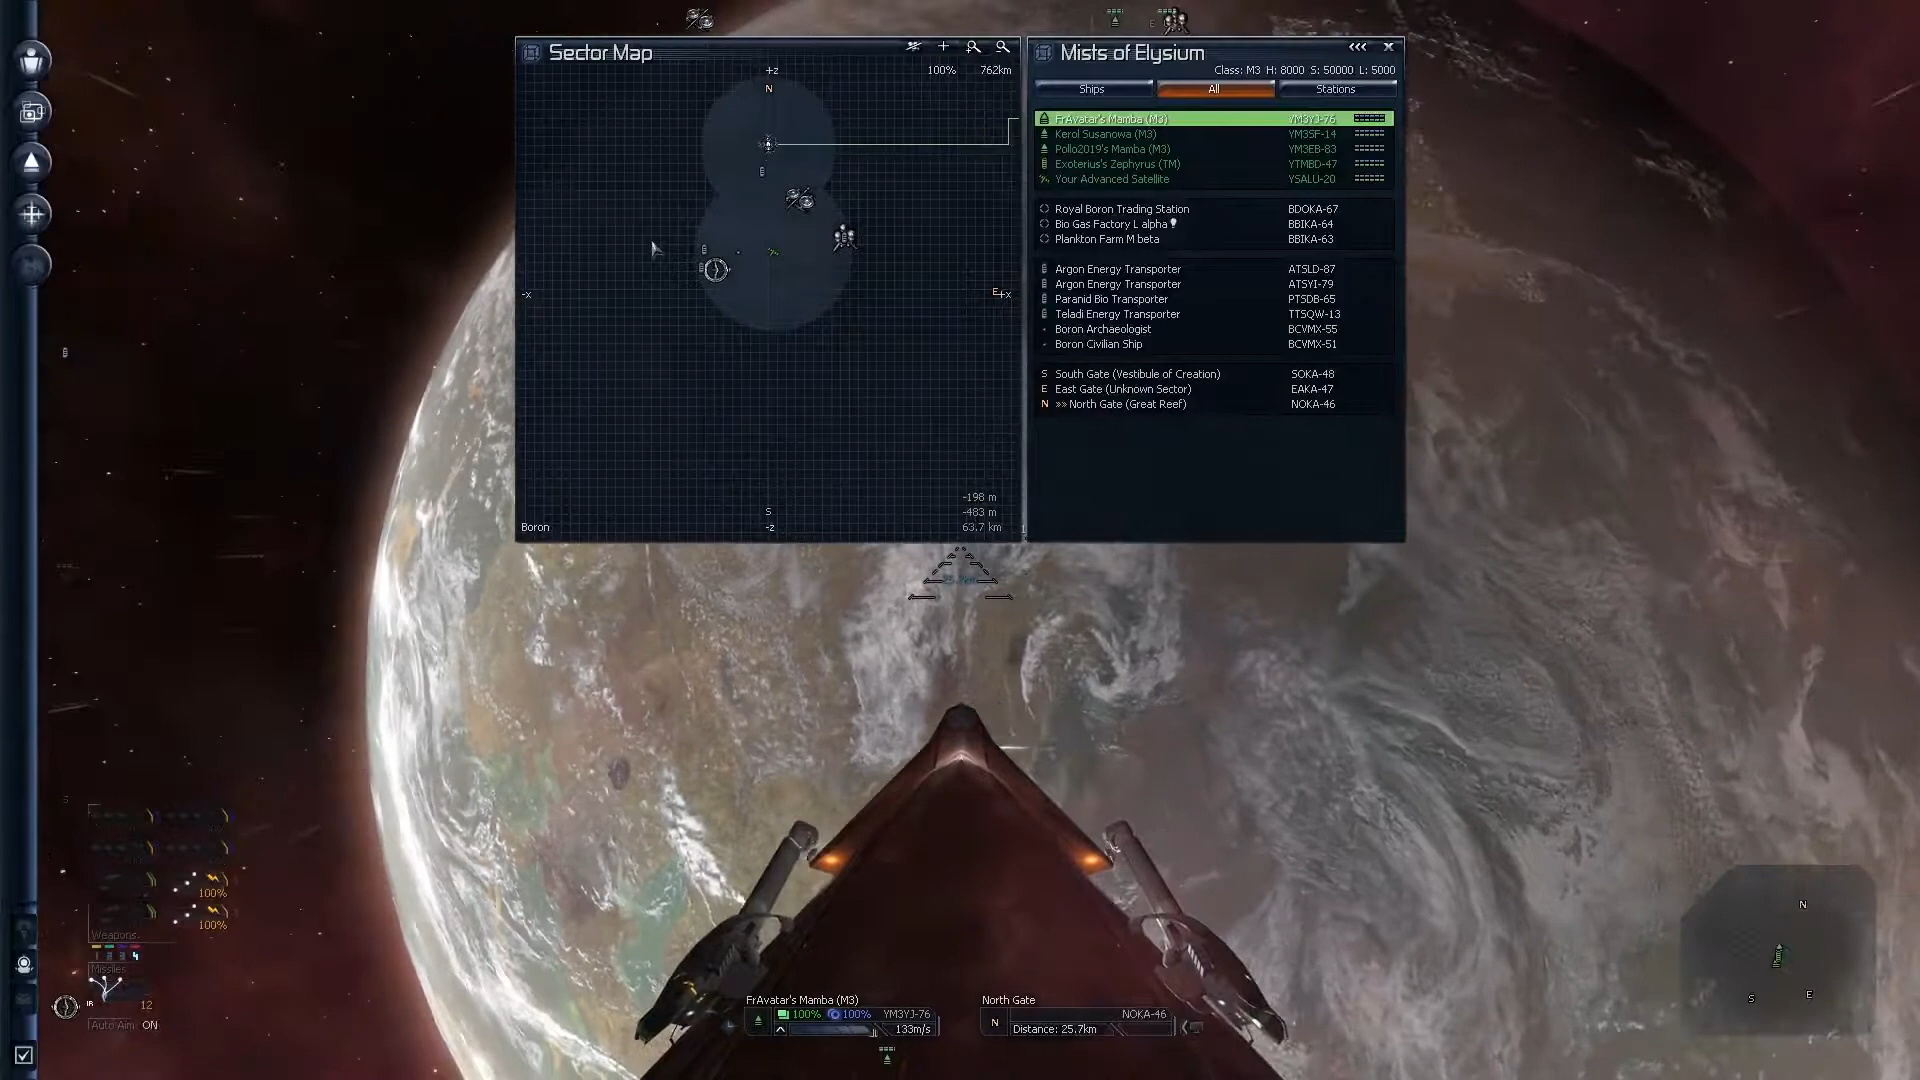 Sector Map
100% 762km
+z
N
-x
E +x
S
-z
-198 m
-483 m
63.7 km
Boron
Mists of Elysium
Class: M3 H: 8000 S: 50000 L: 5000
Ships All Stations
FrAvatar's Mamba (M3) YM3YJ-76
Kerol Susanowa (M3) YM3SF-14
Pollo2019's Mamba (M3) YM3EB-83
Exoterius's Zephyrus (TM) YTMBD-47
Your Advanced Satellite YSALU-20
Royal Boron Trading Station BDOKA-67
Bio Gas Factory L alpha BBIKA-64
Plankton Farm M beta BBIKA-63
Argon Energy Transporter ATSLD-87
Argon Energy Transporter ATSYI-79
Paranid Bio Transporter PTSDB-65
Teladi Energy Transporter TTSQW-13
Boron Archaeologist BCVMX-55
Boron Civilian Ship BCVMX-51
S South Gate (Vestibule of Creation) SOKA-48
E East Gate (Unknown Sector) EAKA-47
N »» North Gate (Great Reef) NOKA-46
100%
100%
Weapons
1 2 3 4
Missiles
IR 12
Auto Aim ON
FrAvatar's Mamba (M3)
100% 100% YM3YJ-76
133m/s
North Gate
N NOKA-46
Distance: 25.7km
N
S E